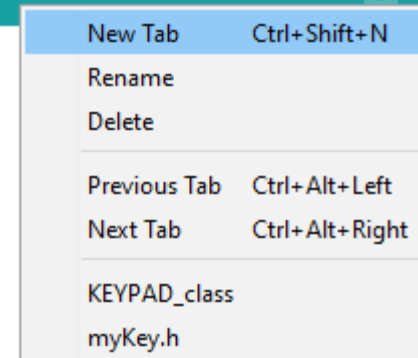 New Tab Ctrl+Shift+N
Rename
Delete
Previous Tab Ctrl+Alt+Left
Next Tab Ctrl+Alt+Right
KEYPAD_class
myKey.h